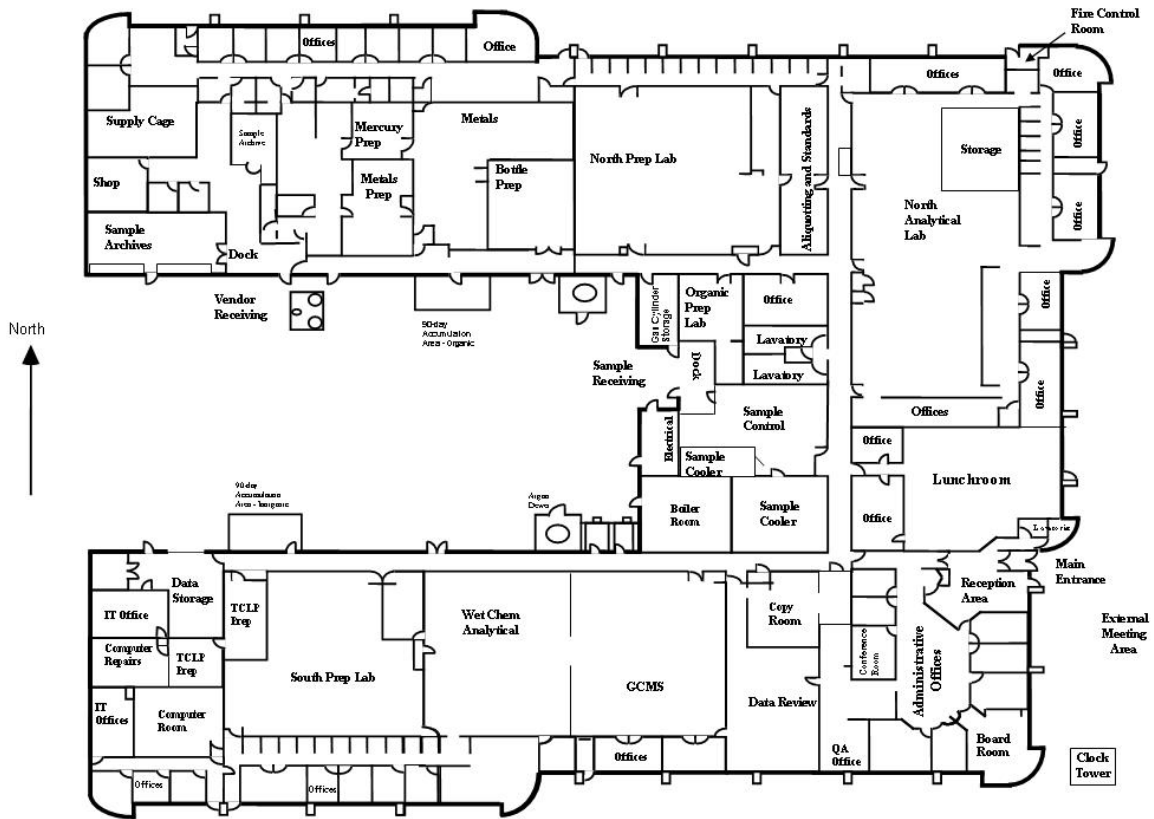 Fire Control
Room
Offices
Office
Offices
Office
Supply Cage
Sample
Archive
Mercury
Prep
Metals
Storage
Office
Shop
Metals
Prep
Bottle
Prep
North Prep Lab
Aliquotting and Standards
North
Analytical
Lab
Office
Sample
Archives
Dock
Vendor
Receiving
90-day
Accumulation
Area - Organic
Gas Cylinder
Storage
Organic
Prep
Lab
Office
Office
North
Lavatory
Lavatory
Sample
Receiving
Dock
Office
Offices
Sample
Control
Electrical
Sample
Cooler
Office
Lunchroom
90-day
Accumulation
Area - Inorganic
Argon
Dewar
Boiler
Room
Sample
Cooler
Office
Main
Entrance
Data
Storage
IT Office
TCLP
Prep
Wet Chem
Analytical
Copy
Room
Reception
Area
External
Meeting
Area
Computer
Repairs
TCLP
Prep
South Prep Lab
GCMS
Conference
Room
Administrative
Offices
IT
Offices
Computer
Room
Data Review
Offices
Offices
Offices
QA
Office
Board
Room
Clock
Tower